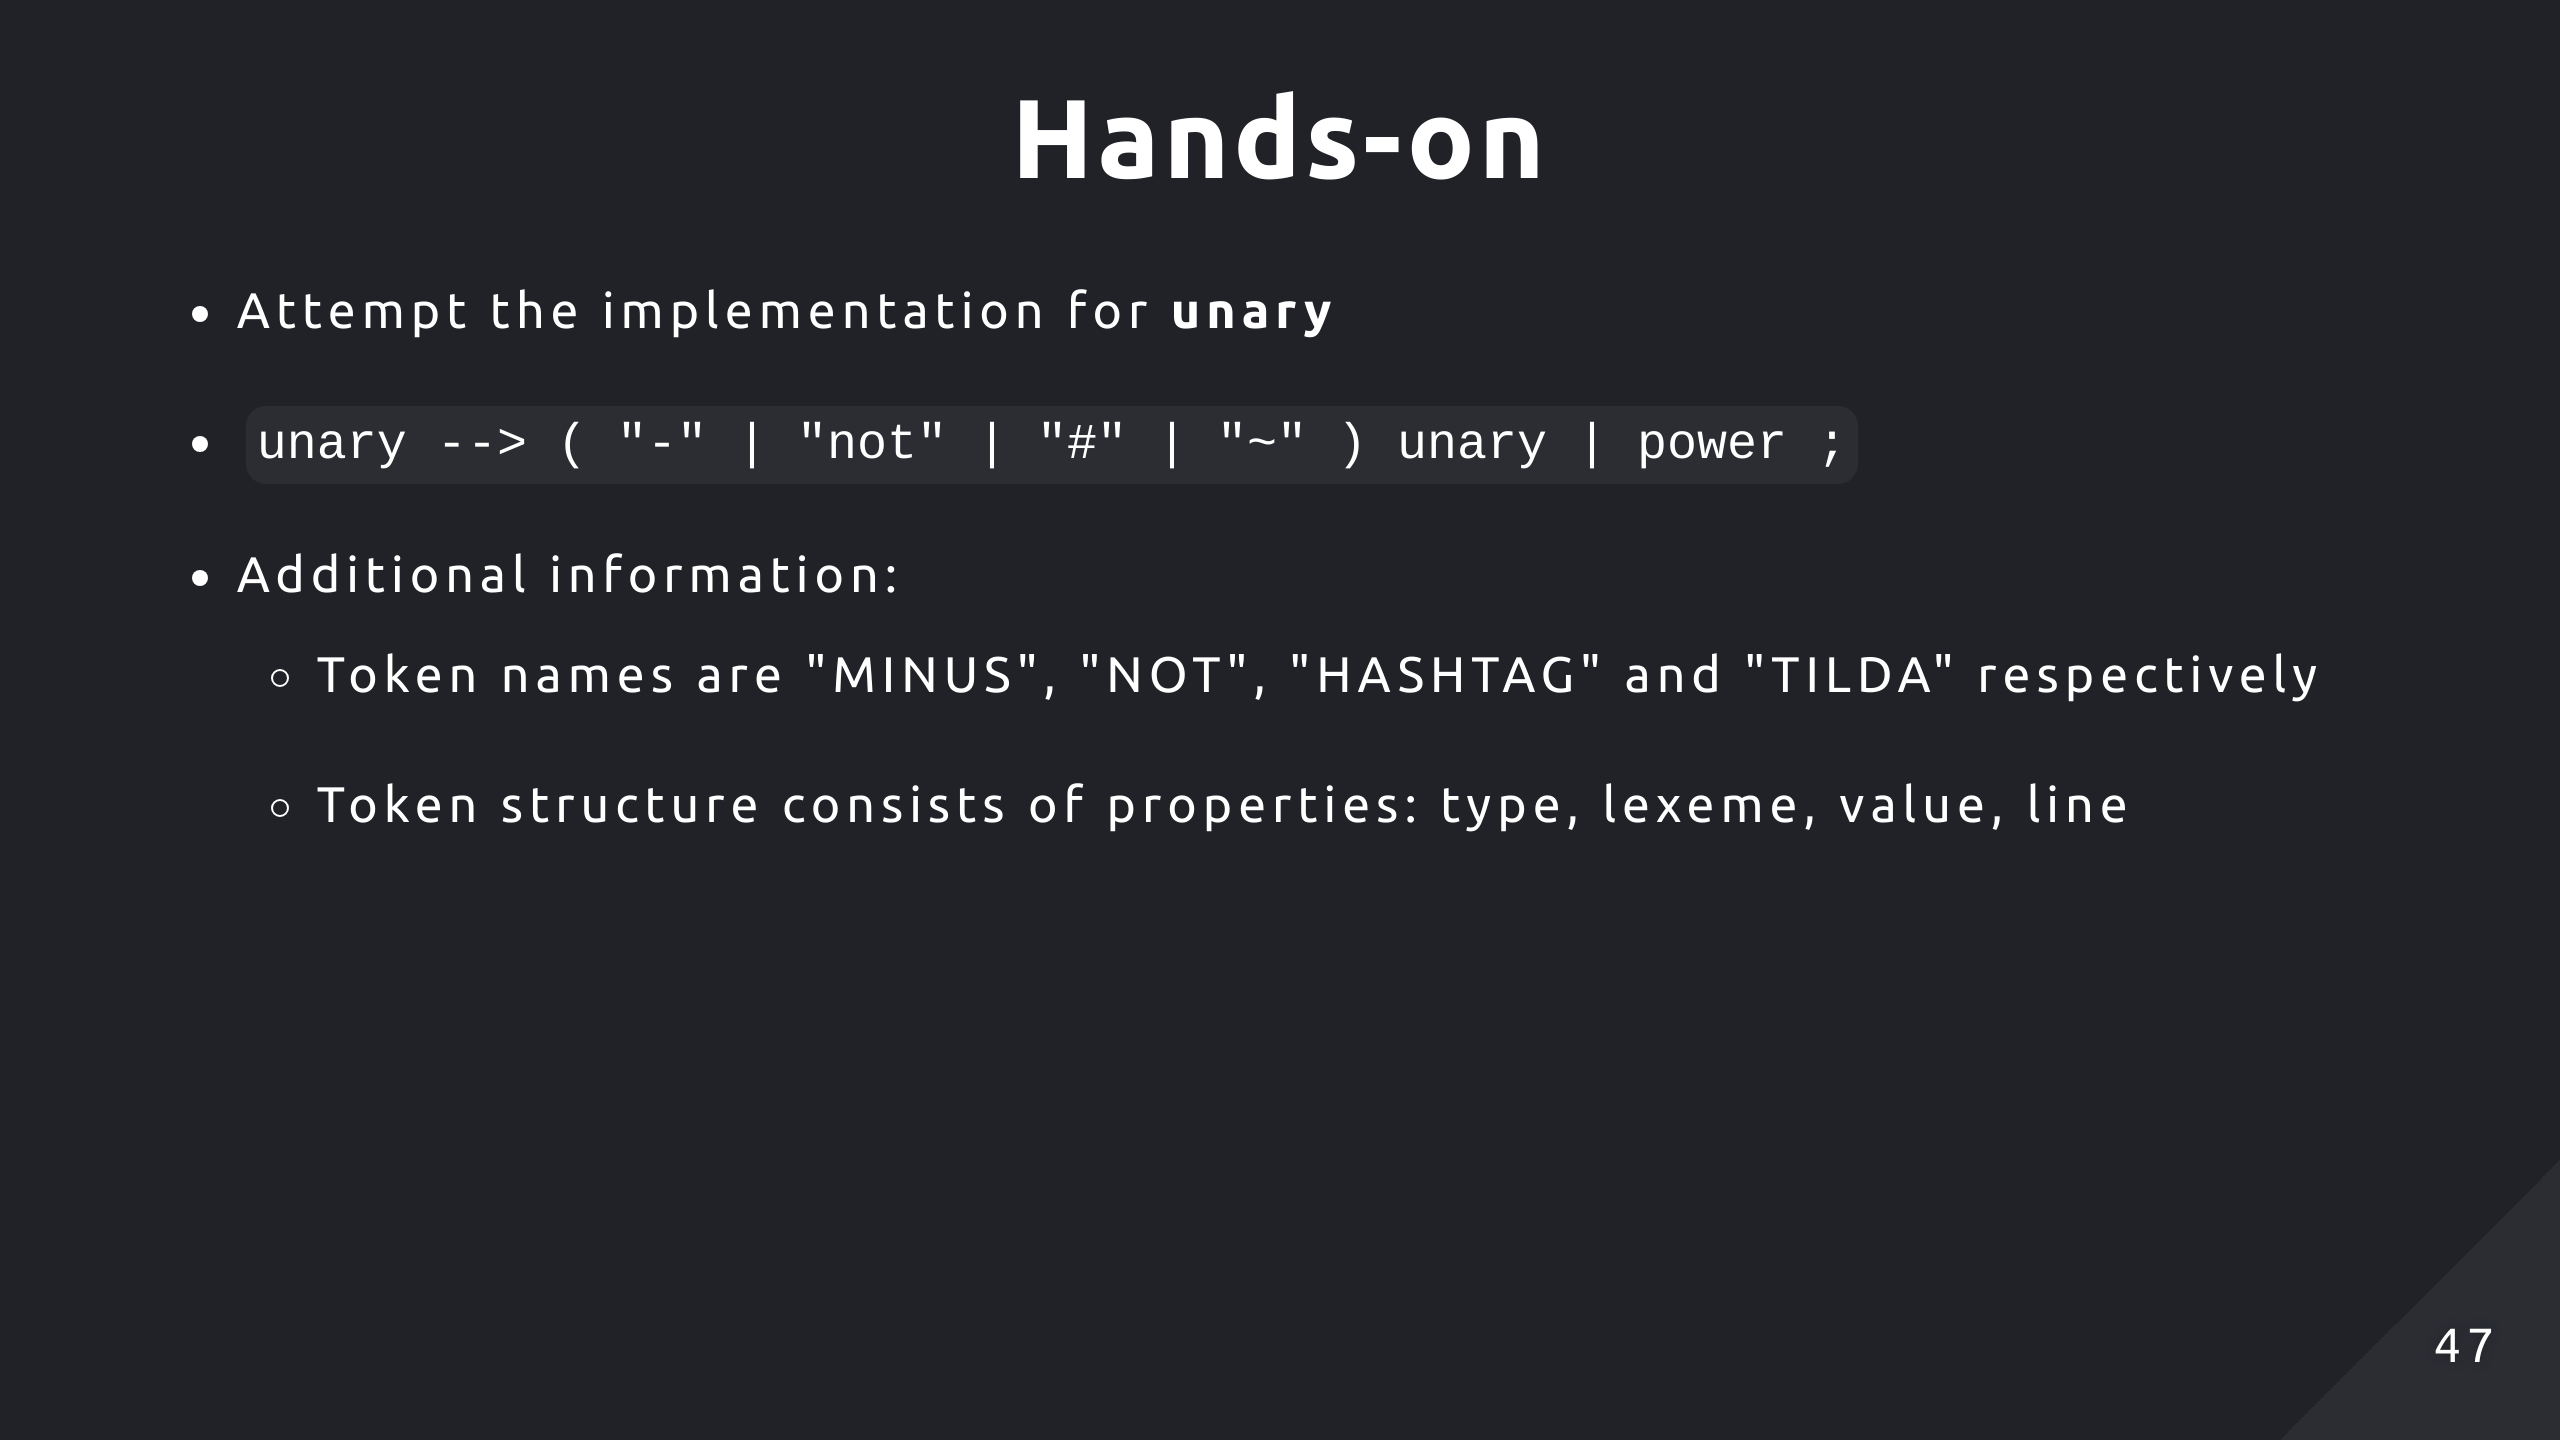 Hands-on
Attempt the implementation for unary
unary --> ( "-" | "not" | "#" | "~" ) unary | power ;
Additional information:
Token names are "MINUS", "NOT", "HASHTAG" and "TILDA" respectively
Token structure consists of properties: type, lexeme, value, line
47